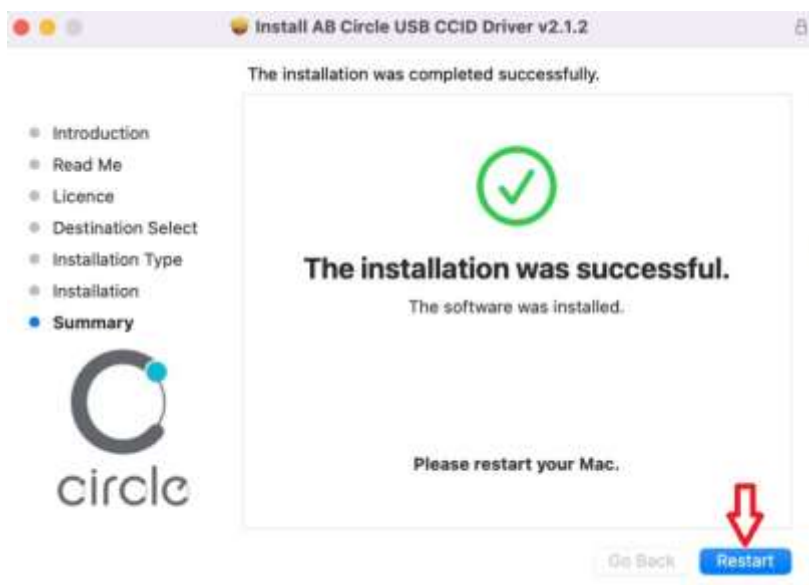 Install AB Circle USB CCID Driver v2.1.2
The installation was completed successfully.
Introduction
Read Me
Licence
Destination Select
Installation Type
Installation
Summary
circle
The installation was successful.
The software was installed.
Please restart your Mac.
Go Back
Restart